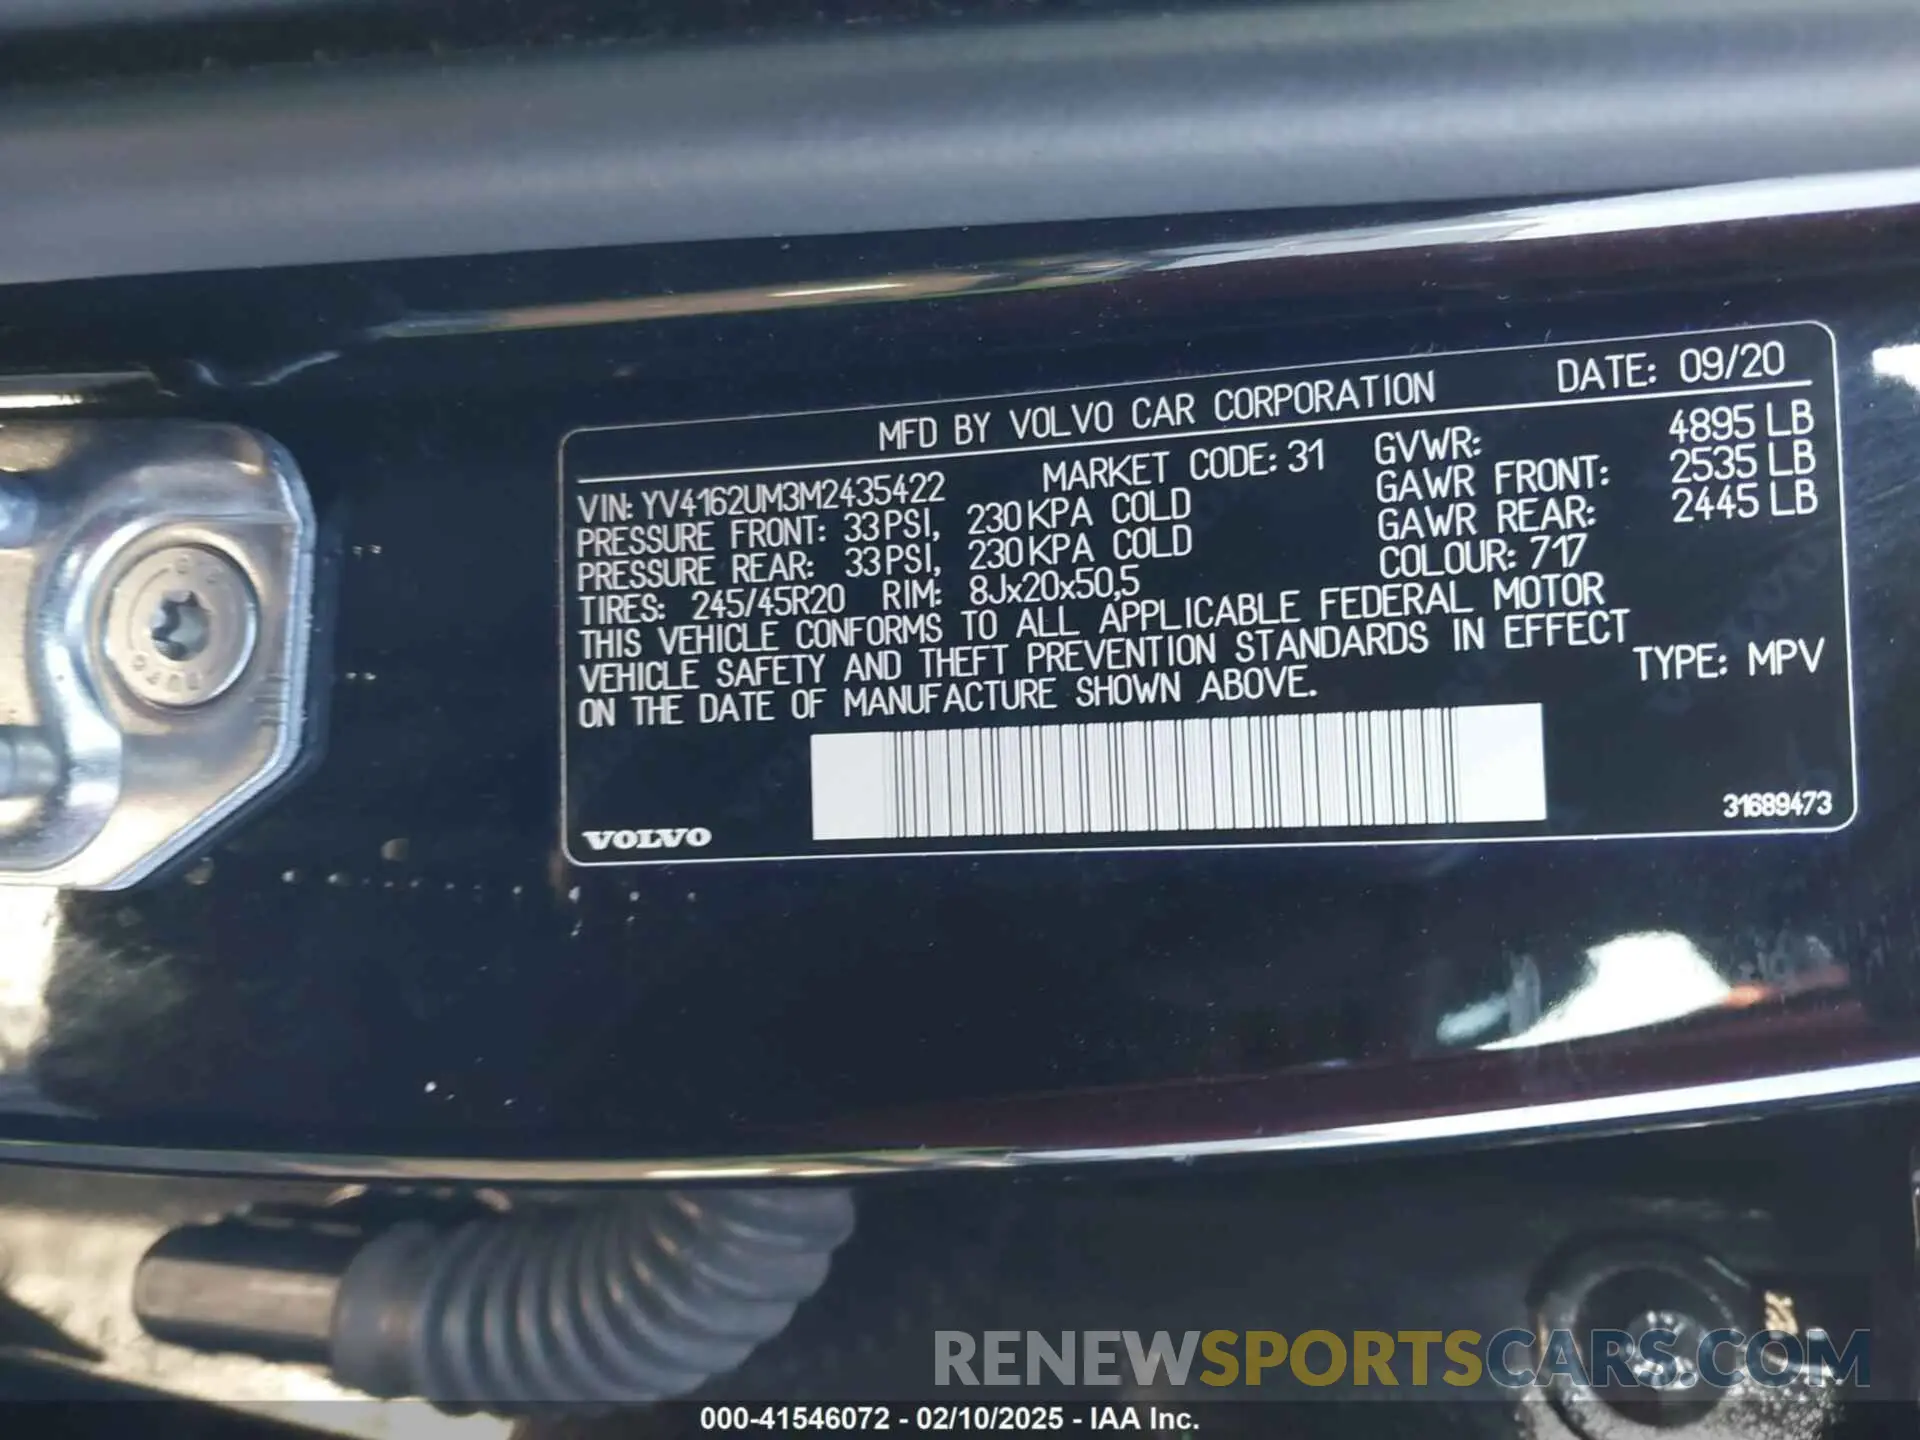 MFD BY VOLVO CAR CORPORATION DATE: 09/20
VIN: YV4162UM3M2435422 MARKET CODE: 31 GVWR: 4895 LB
PRESSURE FRONT: 33 PSI, 230 KPA COLD GAWR FRONT: 2535 LB
PRESSURE REAR: 33 PSI, 230 KPA COLD GAWR REAR: 2445 LB
TIRES: 245/45R20 RIM: 8Jx20x50,5 COLOUR: 717
THIS VEHICLE CONFORMS TO ALL APPLICABLE FEDERAL MOTOR
VEHICLE SAFETY AND THEFT PREVENTION STANDARDS IN EFFECT
ON THE DATE OF MANUFACTURE SHOWN ABOVE. TYPE: MPV
VOLVO 31689473
RENEWSPORTSCARS.COM
000-41546072 - 02/10/2025 - IAA Inc.